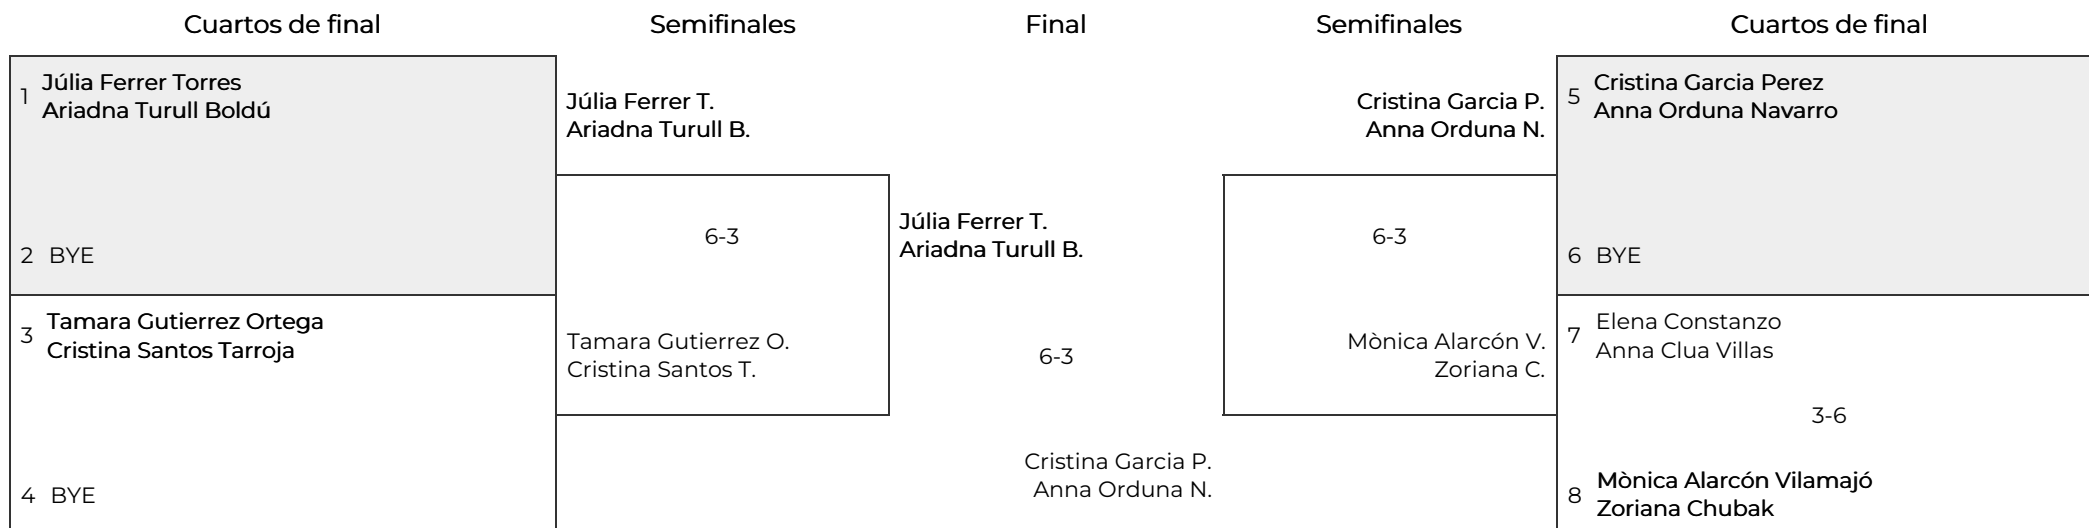 Cuartos de final
Semifinales
Final
Semifinales
Cuartos de final
1
Júlia Ferrer Torres
Ariadna Turull Boldú
2 BYE
3
Tamara Gutierrez Ortega
Cristina Santos Tarroja
4 BYE
Júlia Ferrer T.
Ariadna Turull B.
6-3
Tamara Gutierrez O.
Cristina Santos T.
Júlia Ferrer T.
Ariadna Turull B.
6-3
Cristina Garcia P.
Anna Orduna N.
Cristina Garcia P.
Anna Orduna N.
6-3
Mònica Alarcón V.
Zoriana C.
5
Cristina Garcia Perez
Anna Orduna Navarro
6 BYE
7
Elena Constanzo
Anna Clua Villas
3-6
8
Mònica Alarcón Vilamajó
Zoriana Chubak